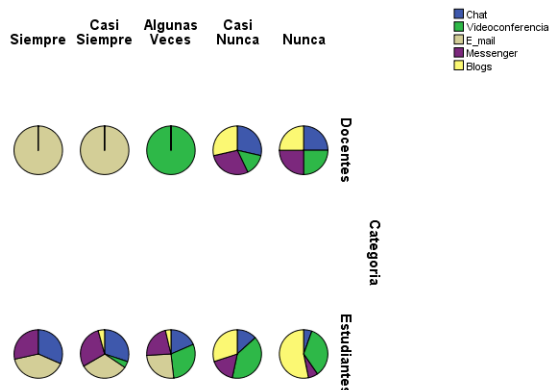 Siempre
Casi
Siempre
Algunas
Veces
Casi
Nunca
Nunca
Chat
Videoconferencia
E_mail
Messenger
Blogs
Docentes
Categoria
Estudiantes